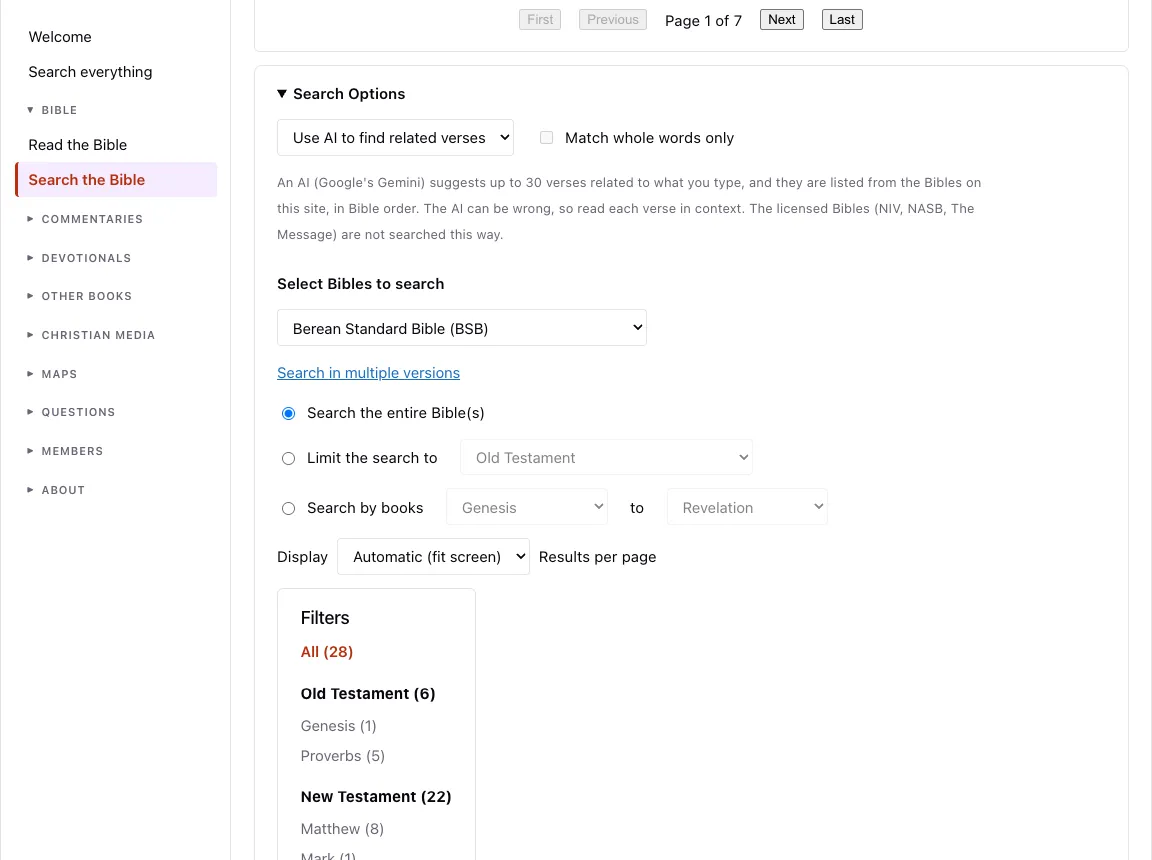 First Previous Page 1 of 7 Next Last
Welcome
Search everything
BIBLE
Read the Bible
Search the Bible
COMMENTARIES
DEVOTIONALS
OTHER BOOKS
CHRISTIAN MEDIA
MAPS
QUESTIONS
MEMBERS
ABOUT
Search Options
Use AI to find related verses Match whole words only
An AI (Google's Gemini) suggests up to 30 verses related to what you type, and they are listed from the Bibles on
this site, in Bible order. The AI can be wrong, so read each verse in context. The licensed Bibles (NIV, NASB, The
Message) are not searched this way.
Select Bibles to search
Berean Standard Bible (BSB)
Search in multiple versions
Search the entire Bible(s)
Limit the search to Old Testament
Search by books Genesis to Revelation
Display Automatic (fit screen) Results per page
Filters
All (28)
Old Testament (6)
Genesis (1)
Proverbs (5)
New Testament (22)
Matthew (8)
Mark (1)